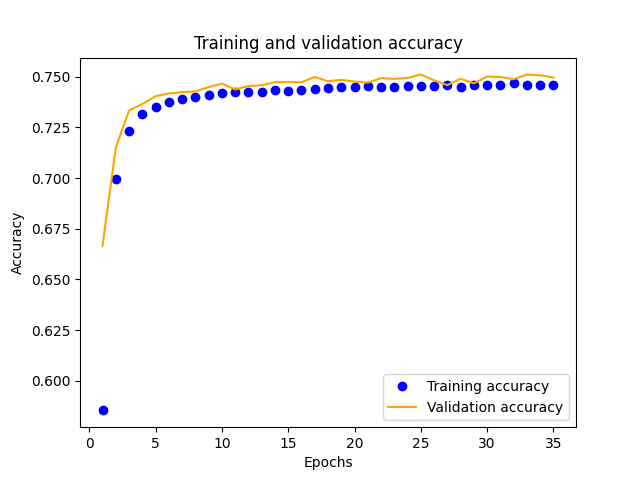 Training and validation accuracy
0.750
0.725
0.700
0.675
0.650
0.625
0.600
Accuracy
Training accuracy
Validation accuracy
0 5 10 15 20 25 30 35
Epochs